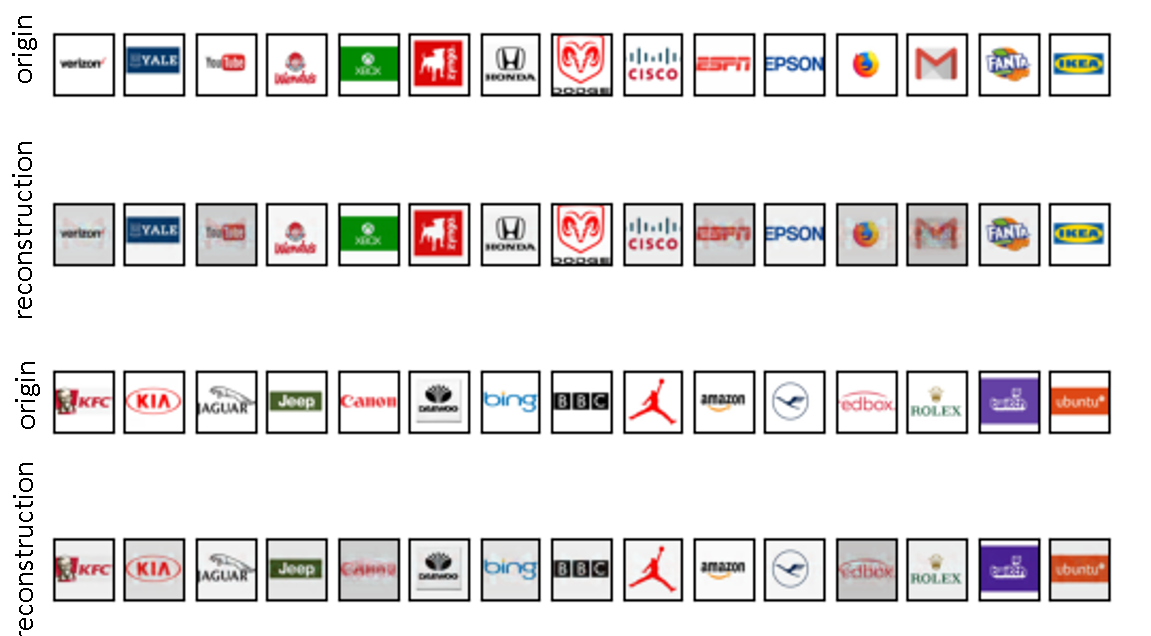 origin
verizon YALE YouTube Wendy's XBOX zynga HONDA DODGE CISCO ESPN EPSON M FANTA IKEA
reconstruction
verizon YALE YouTube Wendy's XBOX zynga HONDA DODGE CISCO ESPN EPSON M FANTA IKEA
origin
KFC KIA JAGUAR Jeep Canon DAEWOO bing BBC amazon redbox. ROLEX twitch ubuntu
reconstruction
KFC KIA JAGUAR Jeep Canon DAEWOO bing BBC amazon redbox ROLEX twitch ubuntu